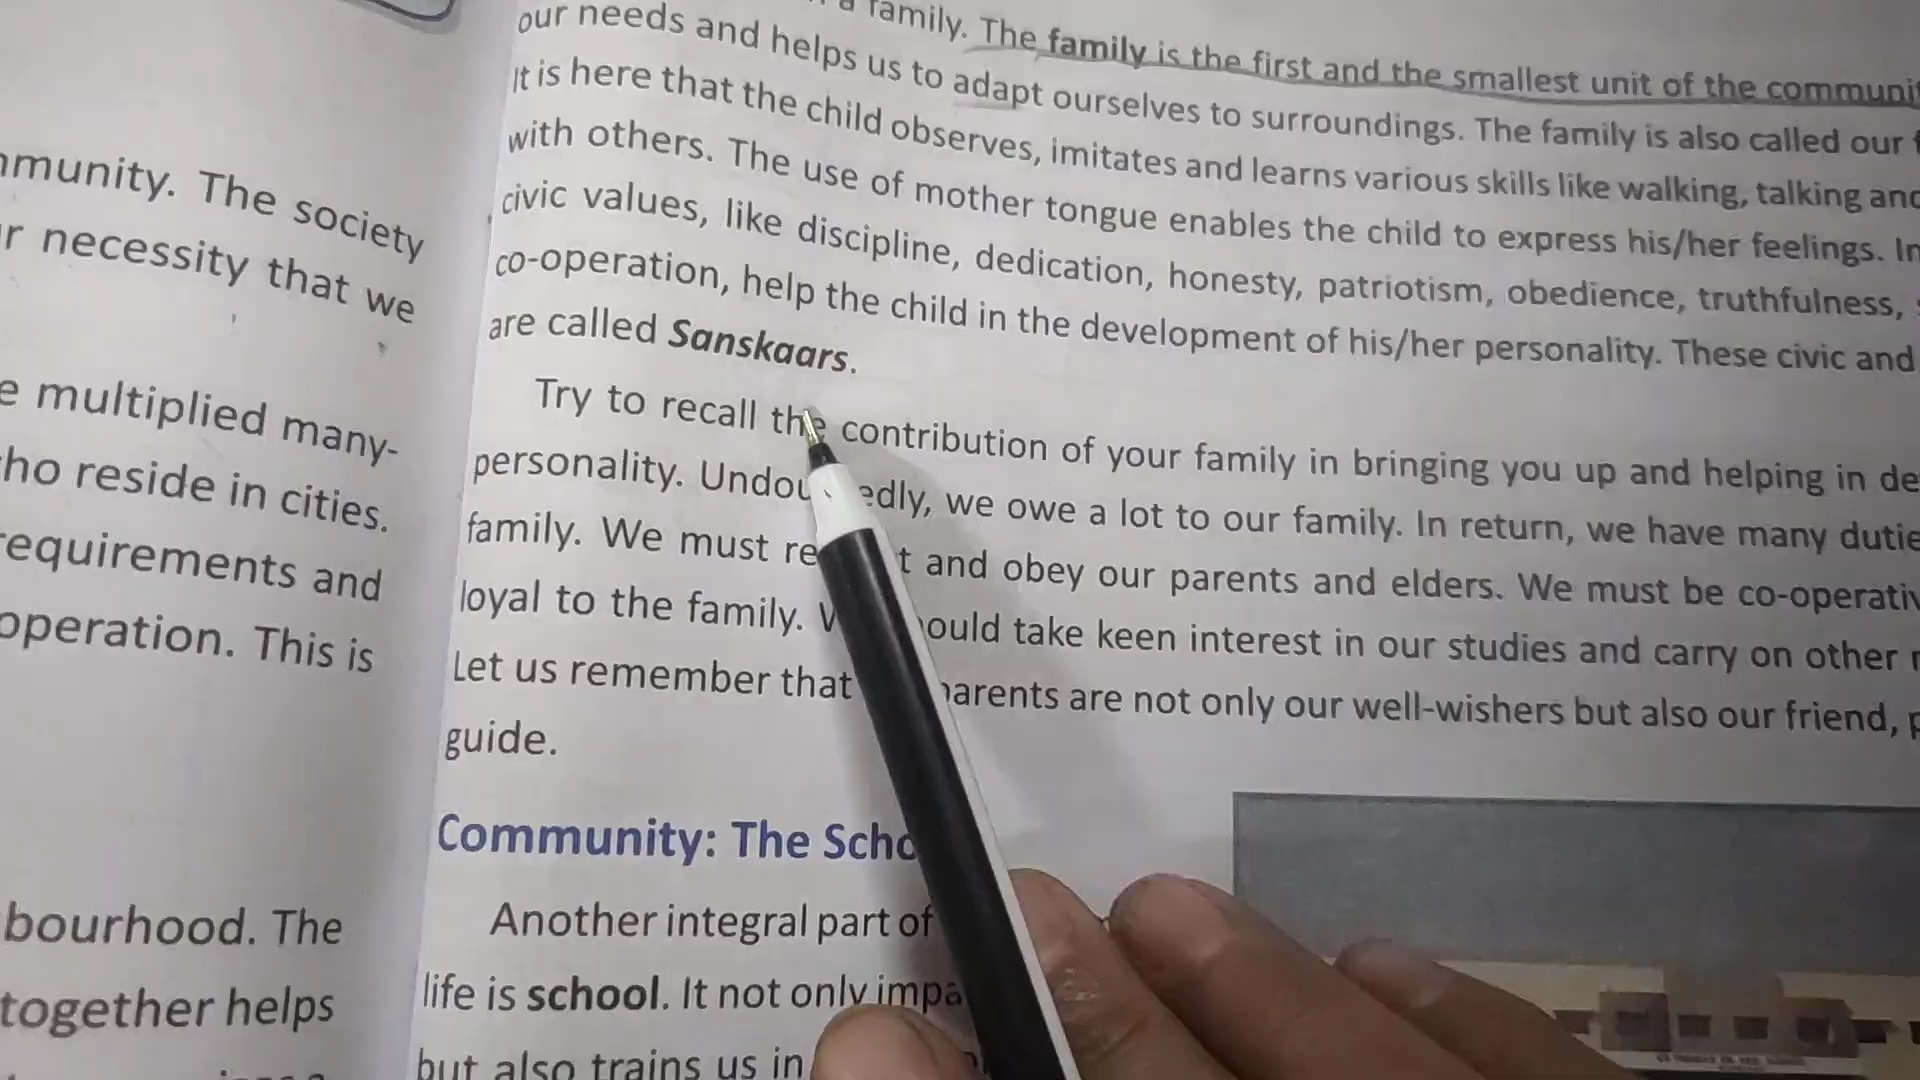 mmunity. The society
r necessity that we
e multiplied many-
ho reside in cities.
requirements and
operation. This is
bourhood. The
together helps
a family. The family is the first and the smallest unit of the communit
our needs and helps us to adapt ourselves to surroundings. The family is also called our f
It is here that the child observes, imitates and learns various skills like walking, talking and
with others. The use of mother tongue enables the child to express his/her feelings. In
civic values, like discipline, dedication, honesty, patriotism, obedience, truthfulness,
co-operation, help the child in the development of his/her personality. These civic and
are called Sanskaars.
Try to recall the contribution of your family in bringing you up and helping in de
personality. Undou edly, we owe a lot to our family. In return, we have many dutie
family. We must re t and obey our parents and elders. We must be co-operativ
loyal to the family. W ould take keen interest in our studies and carry on other
Let us remember that parents are not only our well-wishers but also our friend, p
guide.
Community: The Scho
Another integral part of
life is school. It not only impa
but also trains us in